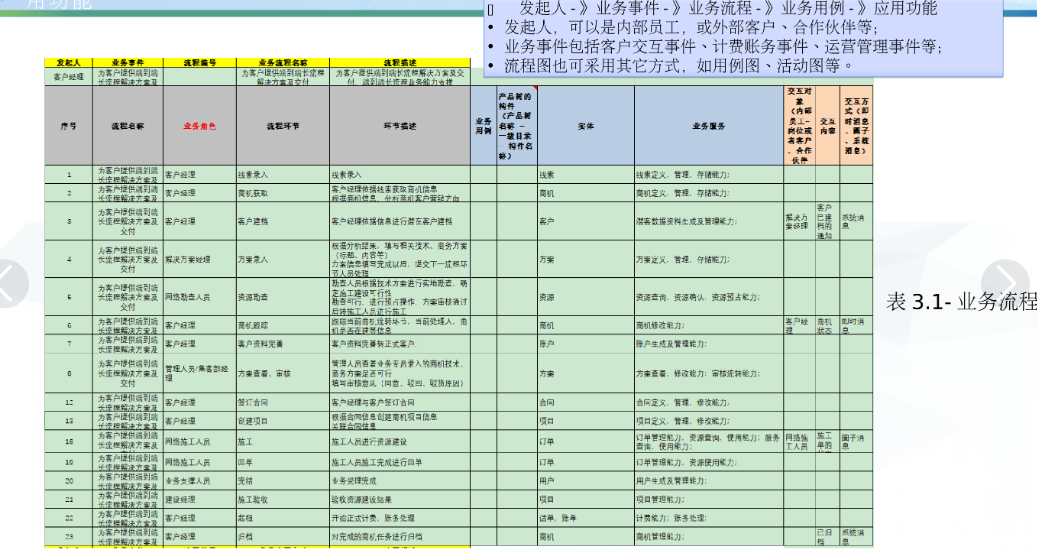 用功能
发起人 -》业务事件 -》业务流程 -》业务用例 -》应用功能
• 发起人，可以是内部员工，或外部客户、合作伙伴等；
• 业务事件包括客户交互事件、计费账务事件、运营管理事件等；
• 流程图也可采用其它方式，如用例图、活动图等。
发起人 业务事件 流程编号 业务流程名称 流程描述
客户经理 为客户提供端到端长流程解决方案及 为客户提供端到端长流程解决方案及交付 为客户提供端到端长流程解决方案及交付，端到端长流程业务能力支撑
序号 流程名称 业务角色 流程环节 环节描述 业务用例 产品树的构件（产品树名称－一级目录－构件名称） 实体 业务服务 交互对象（内部员工-岗位或者客户、合作伙伴 交互内容 交互方式（即时消息、圈子、系统消息）
1 为客户提供端到端长流程解决方案及 客户经理 线索录入 线索录入 线索 线索定义、管理、存储能力；
2 为客户提供端到端长流程解决方案及 客户经理 商机获取 客户经理依据线索获取商机信息 商机 商机定义、管理、存储能力；
3 为客户提供端到端长流程解决方案及交付 客户经理 客户建档 客户经理依据信息进行潜在客户建档 客户 潜客数据资料生成及管理能力； 解决方案经理 客户已建档的通知 系统消息
4 为客户提供端到端长流程解决方案及交付 解决方案经理 方案录入 根据分析结果，填写相关技术、商务方案（标题、内容等）方案信息填写完成以后，提交下一流程环节人员处理 方案 方案定义、管理、存储能力；
5 为客户提供端到端长流程解决方案及交付 网络勘查人员 资源勘查 勘查人员根据技术方案进行实地勘查，确定施工建设可行性 勘查可行，进行预占操作，方案审核通过后转施工人员进行施工 资源 资源查询、资源确认、资源预占能力；
6 为客户提供端到端长流程解决方案及 客户经理 商机跟踪 跟踪当前商机流转环节、当前处理人、商机是否在建等信息 商机 商机修改能力； 客户经理 商机状态 即时消息
7 为客户提供端到端长流程解决方案及 客户经理 客户资料完善 客户资料完善转正式客户 账户 账户生成及管理能力；
8 为客户提供端到端长流程解决方案及交付 管理人员/集客部经理 方案查看、审核 管理人员查看业务专员录入的商机技术、商务方案是否可行 填写审核意见（同意、驳回、驳货原因） 方案 方案查看、修改能力；审核流转能力；
12 为客户提供端到端长流程解决方案及 客户经理 签订合同 客户经理与客户签订合同 合同 合同定义、管理、修改能力；
13 为客户提供端到端长流程解决方案及 客户经理 创建项目 根据合同信息创建商机项目信息 关联合同信息 项目 项目定义、管理、修改能力；
18 为客户提供端到端长流程解决方案及 网络施工人员 施工 施工人员进行资源建设 订单 订单管理能力，资源查询、使用能力；服务查询、使用能力； 网络施工人员 施工单的 圈子消息
19 为客户提供端到端长流程解决方案及 网络施工人员 回单 施工人员施工完成进行回单 订单 订单管理能力，资源使用能力；
20 为客户提供端到端长流程解决方案及 业务支撑人员 完结 业务受理完成 用户 用户生成及管理能力；
21 为客户提供端到端长流程解决方案及 建设经理 施工验收 验收资源建设结果 项目 项目管理能力；
22 为客户提供端到端长流程解决方案及 客户经理 起租 开始正式计费、账务处理 话单、账单 计费能力；账务处理；
23 为客户提供端到端长流程解决方案及 客户经理 归档 对完成的商机任务进行归档 商机 商机管理能力； 已归档 系统消息
表 3.1- 业务流程